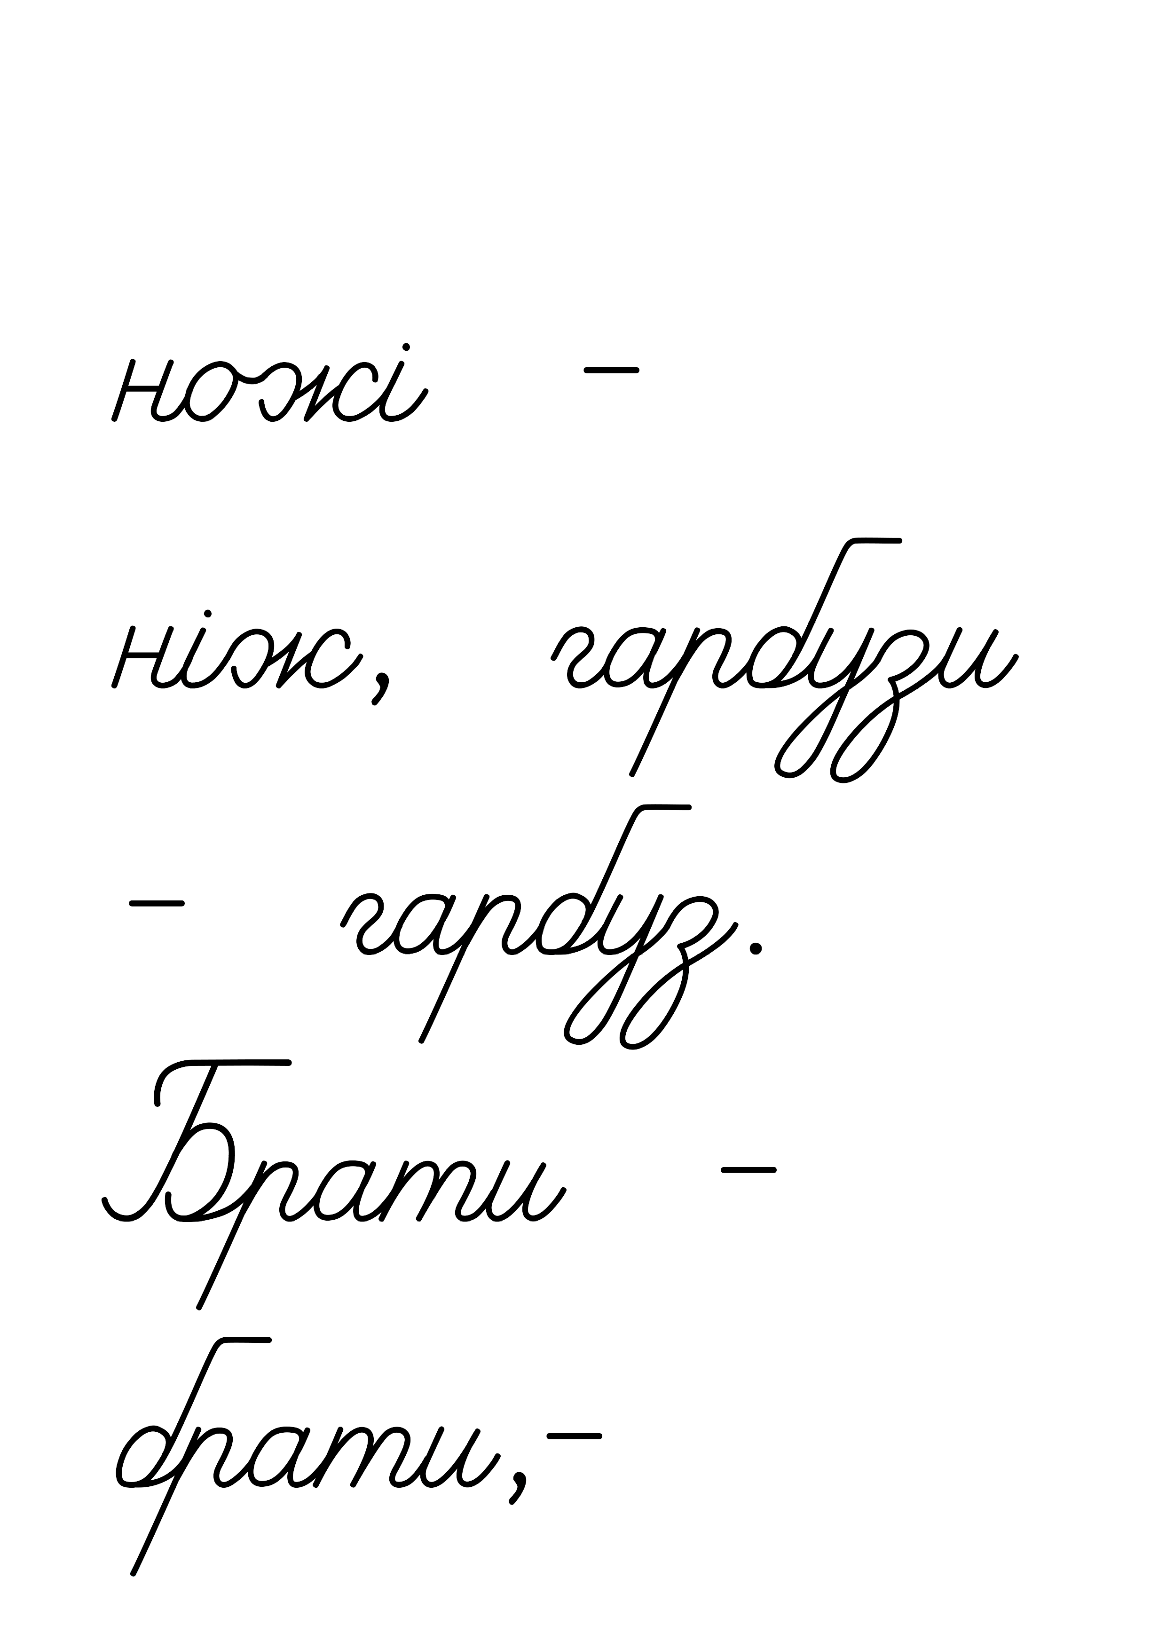 ножі –
ніж, гарбузи
– гарбуз.
Брати –
брати,–